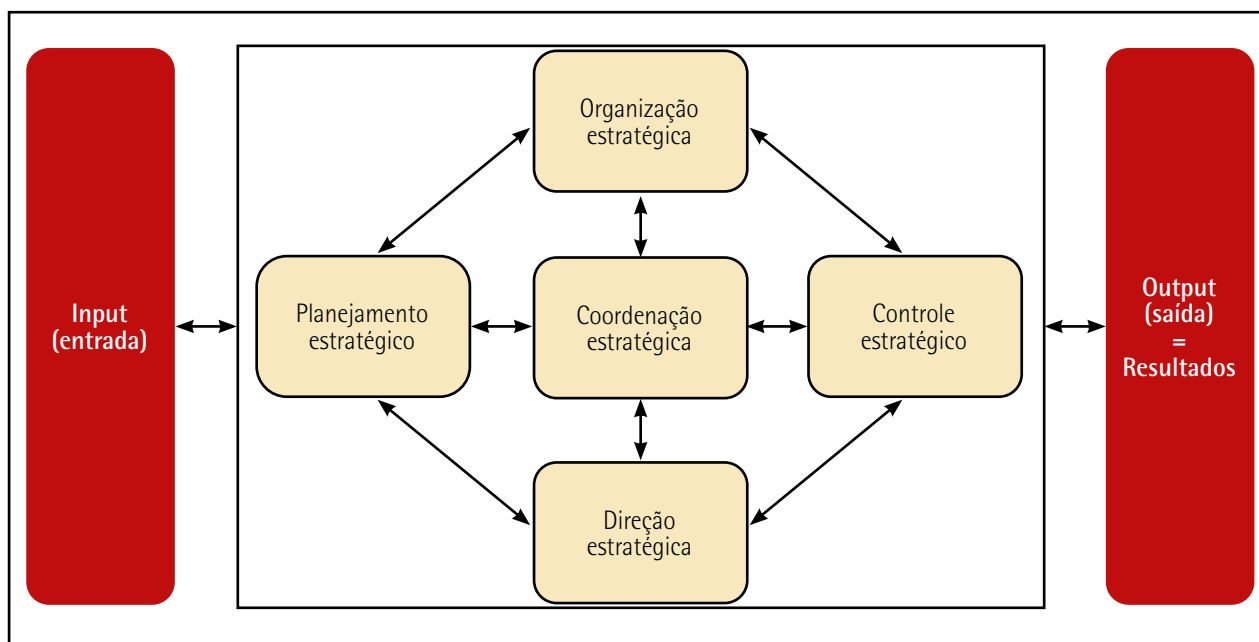 Organização
estratégica
Input
(entrada)
Planejamento
estratégico
Coordenação
estratégica
Controle
estratégico
Output
(saída)
=
Resultados
Direção
estratégica